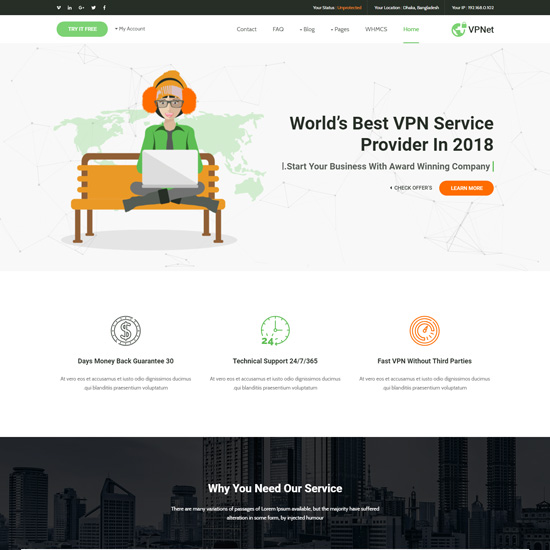 Your Status : Unprotected Your Location : Dhaka, Bangladesh Your IP : 192.168.0.102
TRY IT FREE My Account Contact FAQ Blog Pages WHMCS Home VPNet
World's Best VPN Service
Provider In 2018
.Start Your Business With Award Winning Company
CHECK OFFER'S LEARN MORE
24
Days Money Back Guarantee 30
At vero eos et accusamus et iusto odio dignissimos ducimus
qui blanditiis praesentium voluptatum
Technical Support 24/7/365
At vero eos et accusamus et iusto odio dignissimos ducimus
qui blanditiis praesentium voluptatum
Fast VPN Without Third Parties
At vero eos et accusamus et iusto odio dignissimos ducimus
qui blanditiis praesentium voluptatum
Why You Need Our Service
There are many variations of passages of Lorem Ipsum available, but the majority have suffered
alteration in some form, by injected humour